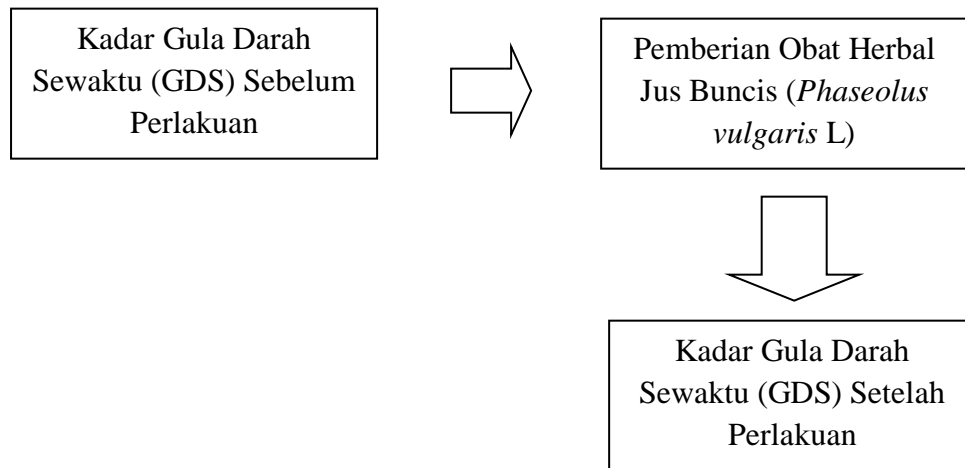 Kadar Gula Darah
Sewaktu (GDS) Sebelum
Perlakuan
Pemberian Obat Herbal
Jus Buncis (Phaseolus
vulgaris L)
Kadar Gula Darah
Sewaktu (GDS) Setelah
Perlakuan